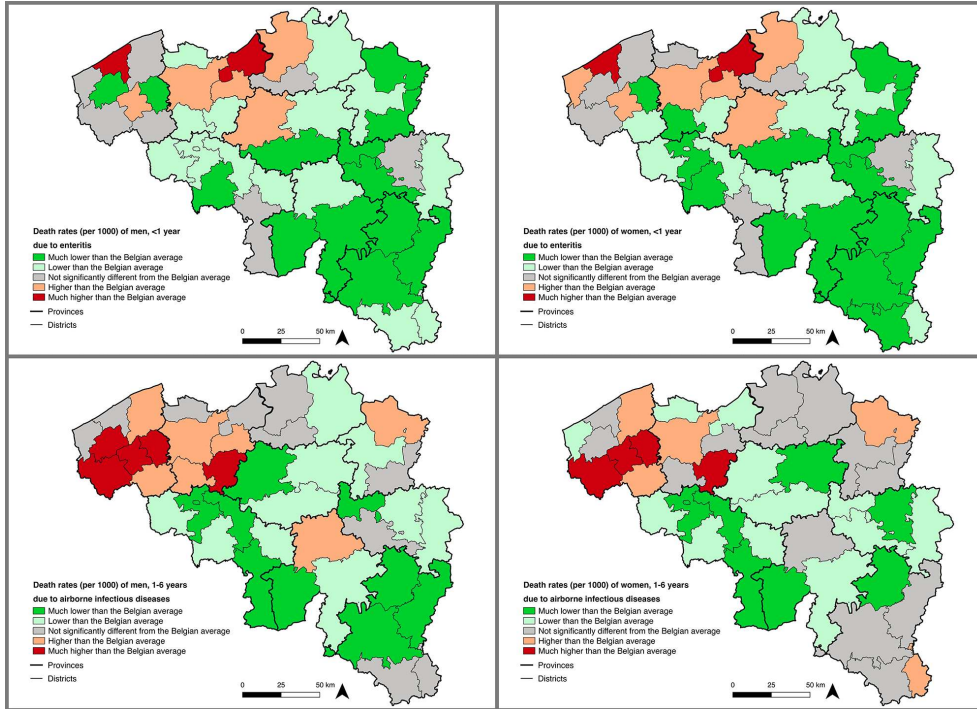 Death rates (per 1000) of men, <1 year
due to enteritis
Much lower than the Belgian average
Lower than the Belgian average
Not significantly different from the Belgian average
Higher than the Belgian average
Much higher than the Belgian average
Provinces
Districts
0 25 50 km
Death rates (per 1000) of women, <1 year
due to enteritis
Much lower than the Belgian average
Lower than the Belgian average
Not significantly different from the Belgian average
Higher than the Belgian average
Much higher than the Belgian average
Provinces
Districts
0 25 50 km
Death rates (per 1000) of men, 1-6 years
due to airborne infectious diseases
Much lower than the Belgian average
Lower than the Belgian average
Not significantly different from the Belgian average
Higher than the Belgian average
Much higher than the Belgian average
Provinces
Districts
0 25 50 km
Death rates (per 1000) of women, 1-6 years
due to airborne infectious diseases
Much lower than the Belgian average
Lower than the Belgian average
Not significantly different from the Belgian average
Higher than the Belgian average
Much higher than the Belgian average
Provinces
Districts
0 25 50 km